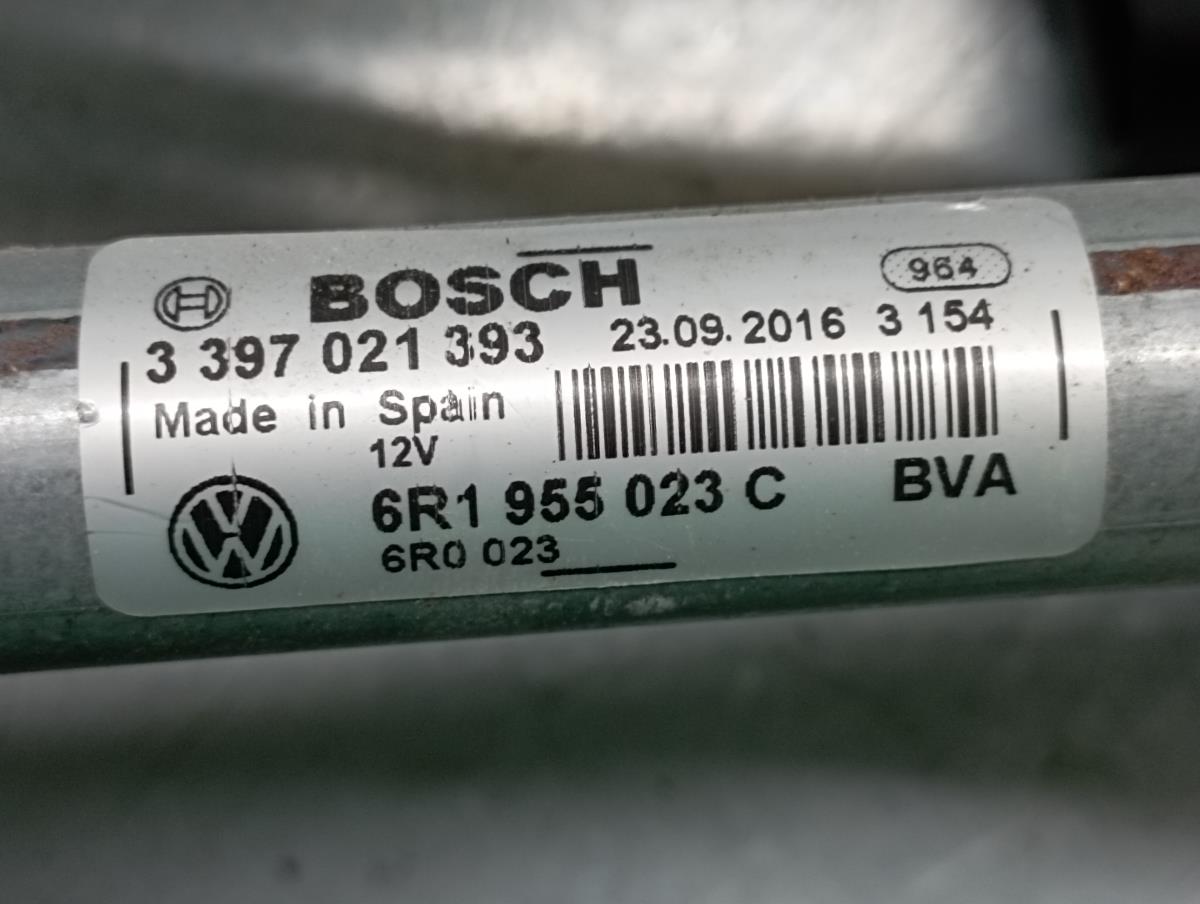 BOSCH
964
3 397 021 393
23.09.2016 3 154
Made in Spain
12V
6R1 955 023 C
BVA
6R0 023